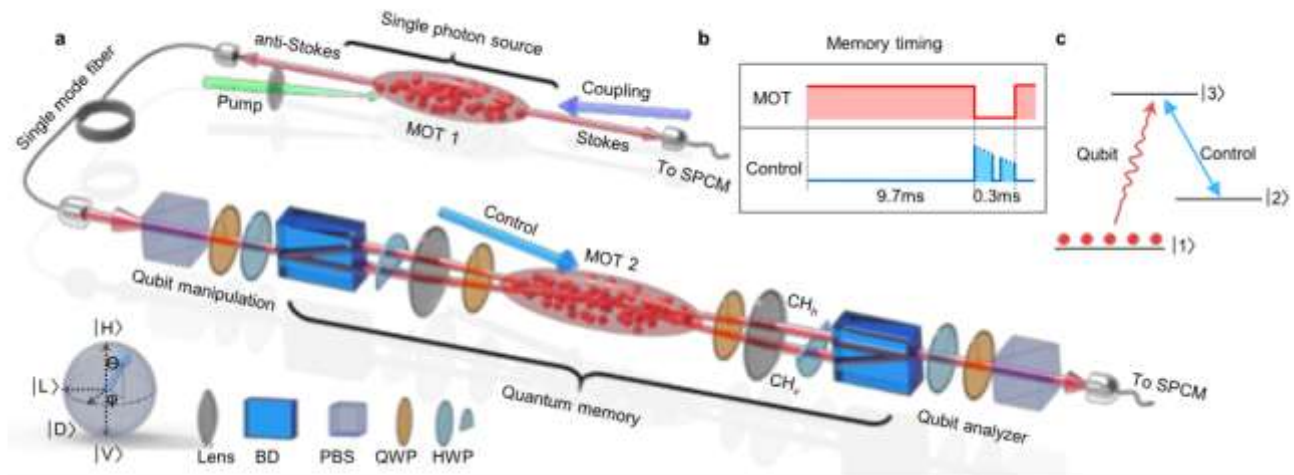 a
anti-Stokes
Single photon source
Single mode fiber
Pump
MOT 1
Coupling
Stokes
To SPCM
b
Memory timing
MOT
Control
9.7ms
0.3ms
c
|3⟩
Qubit
Control
|2⟩
|1⟩
Control
MOT 2
Qubit manipulation
CHₕ
CHᵥ
Quantum memory
Qubit analyzer
To SPCM
|H⟩
|L⟩
|D⟩
|V⟩
Lens
BD
PBS
QWP
HWP